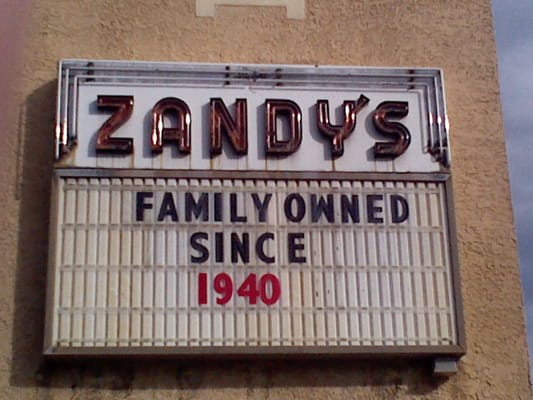 ZANDY'S
FAMILY OWNED
SINCE
1940